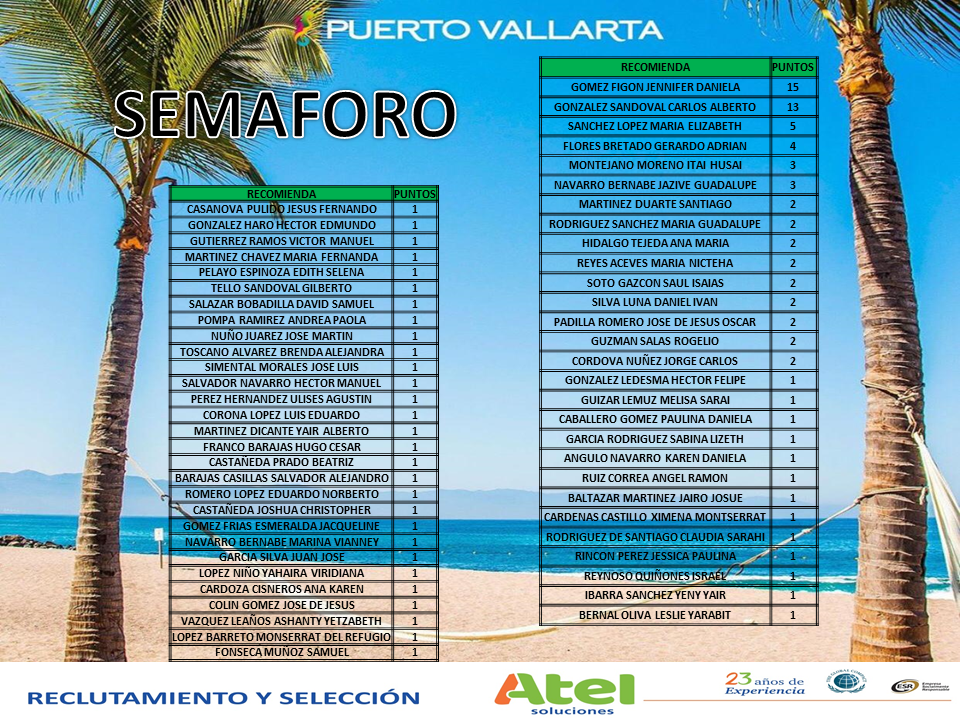 PUERTO VALLARTA
SEMAFORO
RECOMIENDA PUNTOS
CASANOVA PULIDO JESUS FERNANDO 1
GONZALEZ HARO HECTOR EDMUNDO 1
GUTIERREZ RAMOS VICTOR MANUEL 1
MARTINEZ CHAVEZ MARIA FERNANDA 1
PELAYO ESPINOZA EDITH SELENA 1
TELLO SANDOVAL GILBERTO 1
SALAZAR BOBADILLA DAVID SAMUEL 1
POMPA RAMIREZ ANDREA PAOLA 1
NUÑO JUAREZ JOSE MARTIN 1
TOSCANO ALVAREZ BRENDA ALEJANDRA 1
SIMENTAL MORALES JOSE LUIS 1
SALVADOR NAVARRO HECTOR MANUEL 1
PEREZ HERNANDEZ ULISES AGUSTIN 1
CORONA LOPEZ LUIS EDUARDO 1
MARTINEZ DICANTE YAIR ALBERTO 1
FRANCO BARAJAS HUGO CESAR 1
CASTAÑEDA PRADO BEATRIZ 1
BARAJAS CASILLAS SALVADOR ALEJANDRO 1
ROMERO LOPEZ EDUARDO NORBERTO 1
CASTAÑEDA JOSHUA CHRISTOPHER 1
GOMEZ FRIAS ESMERALDA JACQUELINE 1
NAVARRO BERNABE MARINA VIANNEY 1
GARCIA SILVA JUAN JOSE 1
LOPEZ NIÑO YAHAIRA VIRIDIANA 1
CARDOZA CISNEROS ANA KAREN 1
COLIN GOMEZ JOSE DE JESUS 1
VAZQUEZ LEAÑOS ASHANTY YETZABETH 1
LOPEZ BARRETO MONSERRAT DEL REFUGIO 1
FONSECA MUÑOZ SAMUEL 1
RECOMIENDA PUNTOS
GOMEZ FIGON JENNIFER DANIELA 15
GONZALEZ SANDOVAL CARLOS ALBERTO 13
SANCHEZ LOPEZ MARIA ELIZABETH 5
FLORES BRETADO GERARDO ADRIAN 4
MONTEJANO MORENO ITAI HUSAI 3
NAVARRO BERNABE JAZIVE GUADALUPE 3
MARTINEZ DUARTE SANTIAGO 2
RODRIGUEZ SANCHEZ MARIA GUADALUPE 2
HIDALGO TEJEDA ANA MARIA 2
REYES ACEVES MARIA NICTEHA 2
SOTO GAZCON SAUL ISAIAS 2
SILVA LUNA DANIEL IVAN 2
PADILLA ROMERO JOSE DE JESUS OSCAR 2
GUZMAN SALAS ROGELIO 2
CORDOVA NUÑEZ JORGE CARLOS 2
GONZALEZ LEDESMA HECTOR FELIPE 1
GUIZAR LEMUZ MELISA SARAI 1
CABALLERO GOMEZ PAULINA DANIELA 1
GARCIA RODRIGUEZ SABINA LIZETH 1
ANGULO NAVARRO KAREN DANIELA 1
RUIZ CORREA ANGEL RAMON 1
BALTAZAR MARTINEZ JAIRO JOSUE 1
CARDENAS CASTILLO XIMENA MONTSERRAT 1
RODRIGUEZ DE SANTIAGO CLAUDIA SARAHI 1
RINCON PEREZ JESSICA PAULINA 1
REYNOSO QUIÑONES ISRAEL 1
IBARRA SANCHEZ YENY YAIR 1
BERNAL OLIVA LESLIE YARABIT 1
RECLUTAMIENTO Y SELECCIÓN
Atel
soluciones
23 años de
Experiencia
ESR
Empresa
Socialmente
Responsable